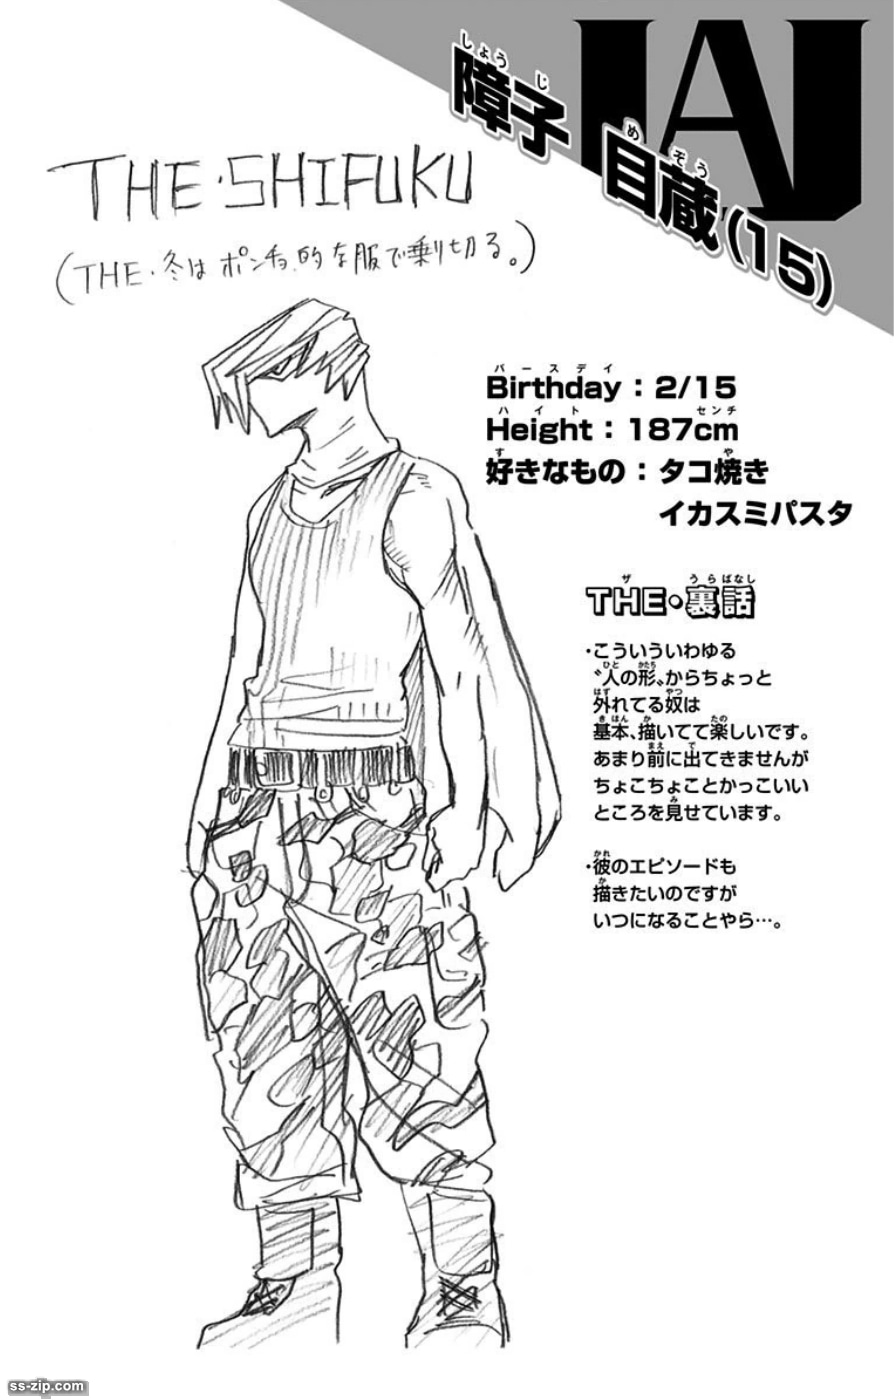 UA
障子 目蔵(15)
しょうじ めぞう
THE・SHIFUKU
(THE・冬はポンチョ的な服で乗り切る。)
バースデイ
Birthday:2/15
ハイト センチ
Height:187cm
す や
好きなもの:タコ焼き
イカスミパスタ
ザ うらばなし
THE・裏話
・こういういわゆる
ひと かたち
〝人の形〟からちょっと
はず やつ
外れてる奴は
きほん か たの
基本、描いてて楽しいです。
まえ で
あまり前に出てきませんが
ちょこちょことかっこいい
み
ところを見せています。
かれ
・彼のエピソードも
か
描きたいのですが
いつになることやら…。
ss-zip.com